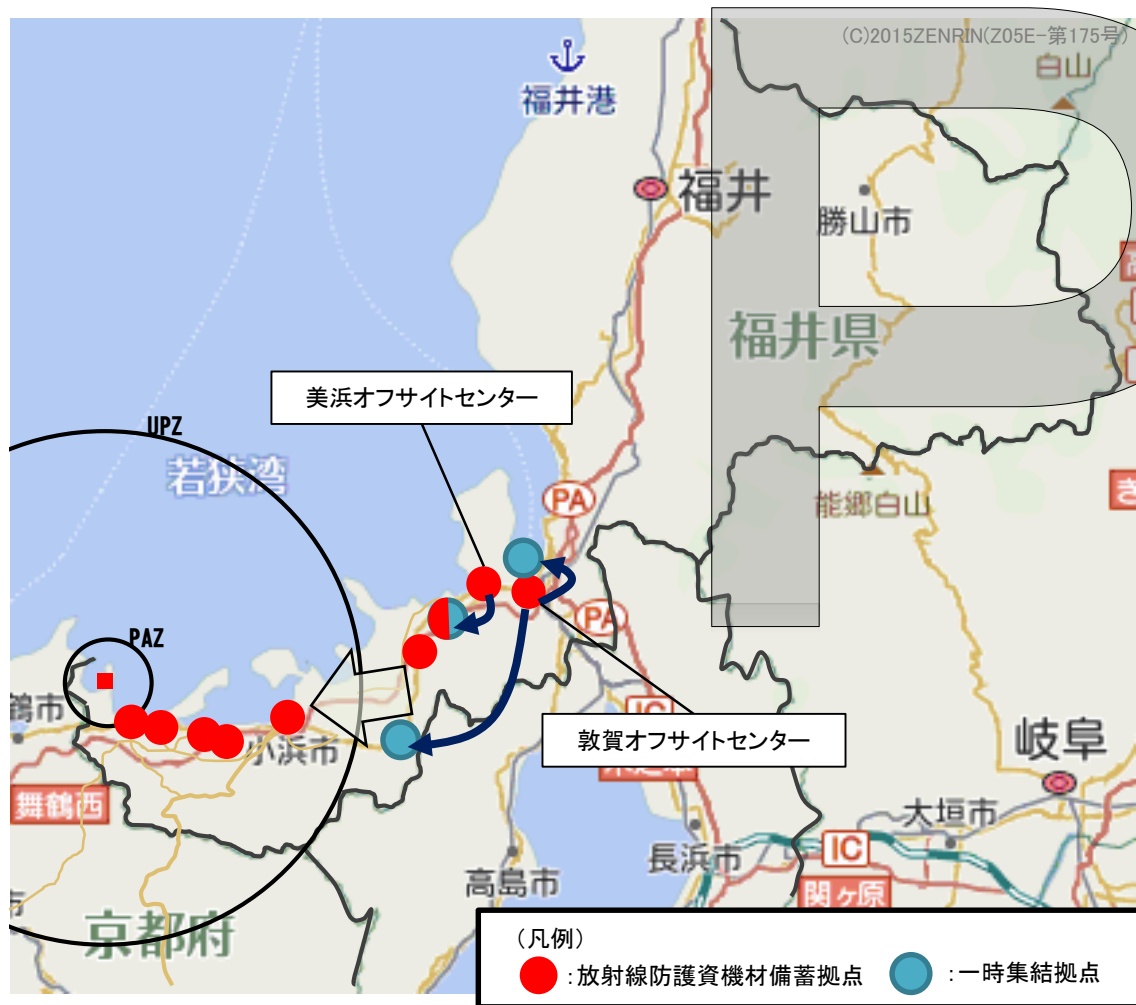 (C)2015ZENRIN(Z05E-第175号)
白山
福井港
福井
勝山市
福井県
美浜オフサイトセンター
UPZ
若狭湾
PA
能郷白山
き
PAZ
PA
鶴市
小浜市
IC
敦賀オフサイトセンター
岐阜
舞鶴西
大垣市
長浜市
IC
高島市
関ヶ原
京都府
(凡例)
:放射線防護資機材備蓄拠点
:一時集結拠点